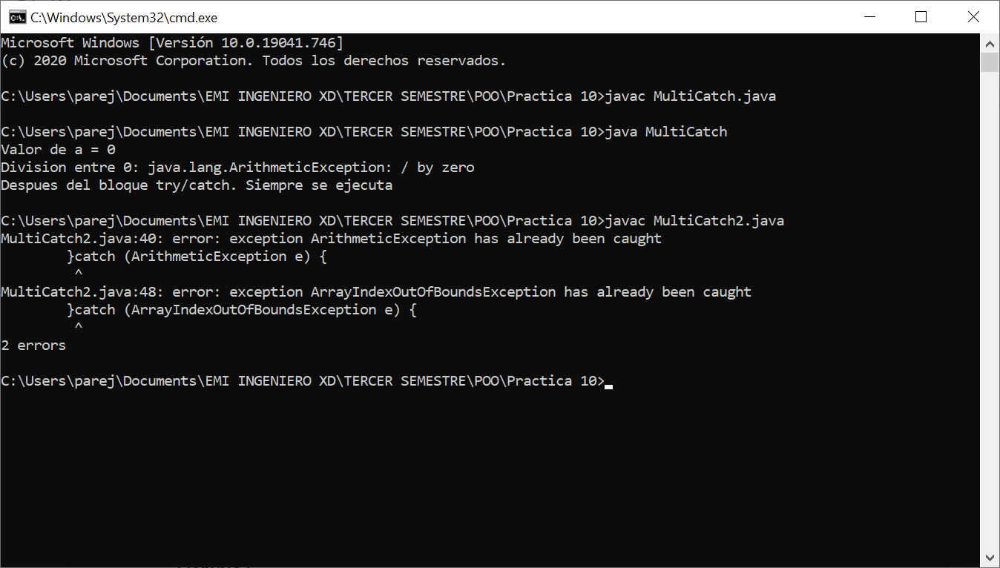 C:\Windows\System32\cmd.exe
Microsoft Windows [Versión 10.0.19041.746]
(c) 2020 Microsoft Corporation. Todos los derechos reservados.
C:\Users\parej\Documents\EMI INGENIERO XD\TERCER SEMESTRE\POO\Practica 10>javac MultiCatch.java
C:\Users\parej\Documents\EMI INGENIERO XD\TERCER SEMESTRE\POO\Practica 10>java MultiCatch
Valor de a = 0
Division entre 0: java.lang.ArithmeticException: / by zero
Despues del bloque try/catch. Siempre se ejecuta
C:\Users\parej\Documents\EMI INGENIERO XD\TERCER SEMESTRE\POO\Practica 10>javac MultiCatch2.java
MultiCatch2.java:40: error: exception ArithmeticException has already been caught
        }catch (ArithmeticException e) {
         ^
MultiCatch2.java:48: error: exception ArrayIndexOutOfBoundsException has already been caught
        }catch (ArrayIndexOutOfBoundsException e) {
         ^
2 errors
C:\Users\parej\Documents\EMI INGENIERO XD\TERCER SEMESTRE\POO\Practica 10>